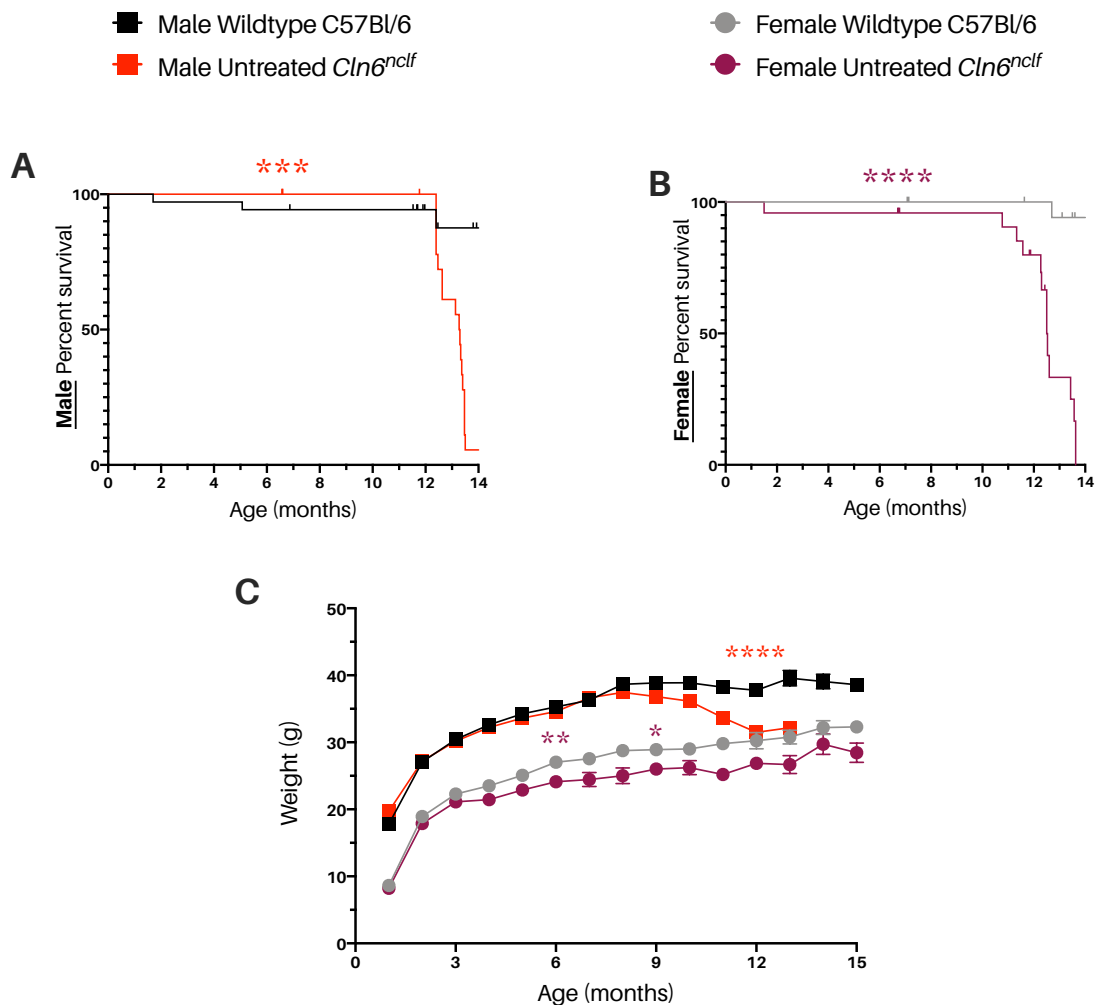 Male Wildtype C57Bl/6
Male Untreated Cln6nclf
Female Wildtype C57Bl/6
Female Untreated Cln6nclf
A
***
Male Percent survival
100
50
0
0 2 4 6 8 10 12 14
Age (months)
B
****
Female Percent survival
100
50
0
0 2 4 6 8 10 12 14
Age (months)
C
Weight (g)
50
40
30
20
10
0
****
**
*
0 3 6 9 12 15
Age (months)